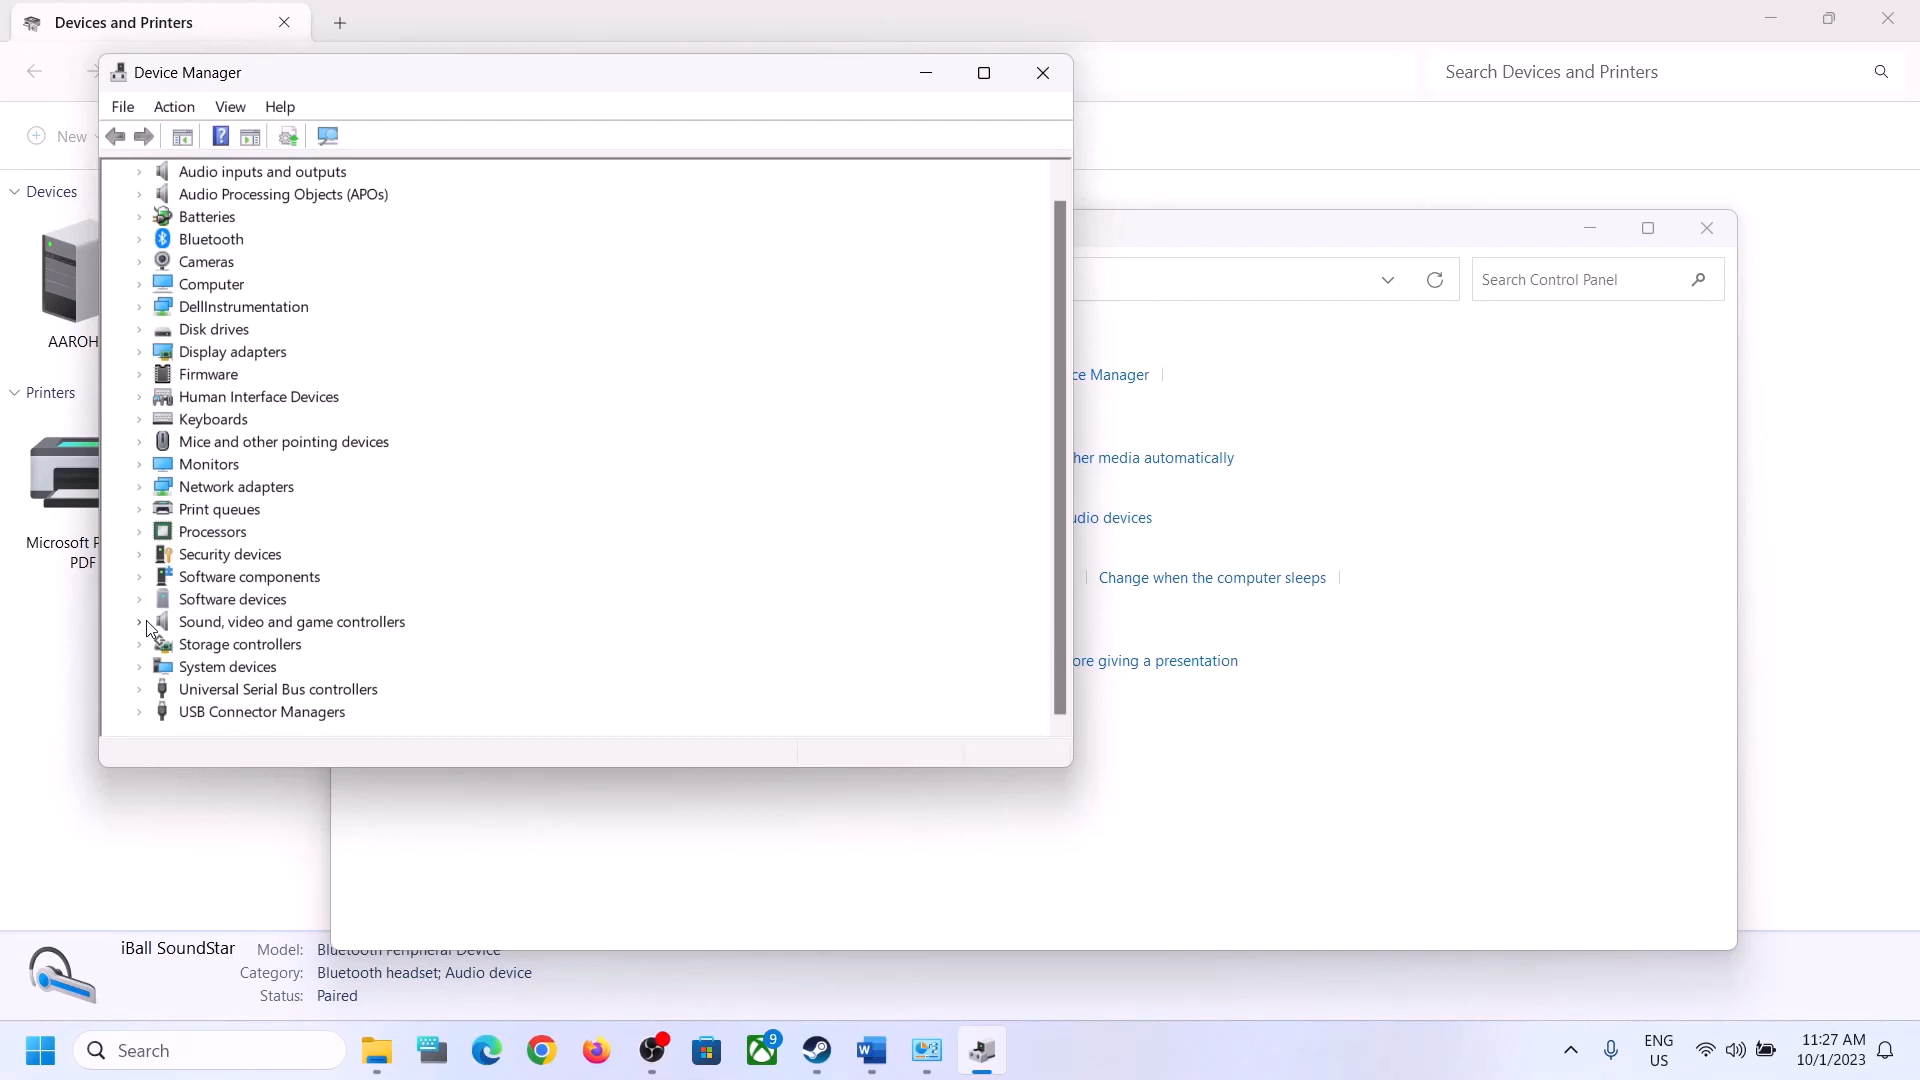 Devices and Printers
Search Devices and Printers
New
Devices
AAROH
Printers
Microsoft P
PDF
Device Manager
File
Action
View
Help
Audio inputs and outputs
Audio Processing Objects (APOs)
Batteries
Bluetooth
Cameras
Computer
DellInstrumentation
Disk drives
Display adapters
Firmware
Human Interface Devices
Keyboards
Mice and other pointing devices
Monitors
Network adapters
Print queues
Processors
Security devices
Software components
Software devices
Sound, video and game controllers
Storage controllers
System devices
Universal Serial Bus controllers
USB Connector Managers
Search Control Panel
ce Manager
her media automatically
udio devices
Change when the computer sleeps
ore giving a presentation
iBall SoundStar
Model: Bluetooth Peripheral Device
Category: Bluetooth headset; Audio device
Status: Paired
Search
9
ENG
US
11:27 AM
10/1/2023